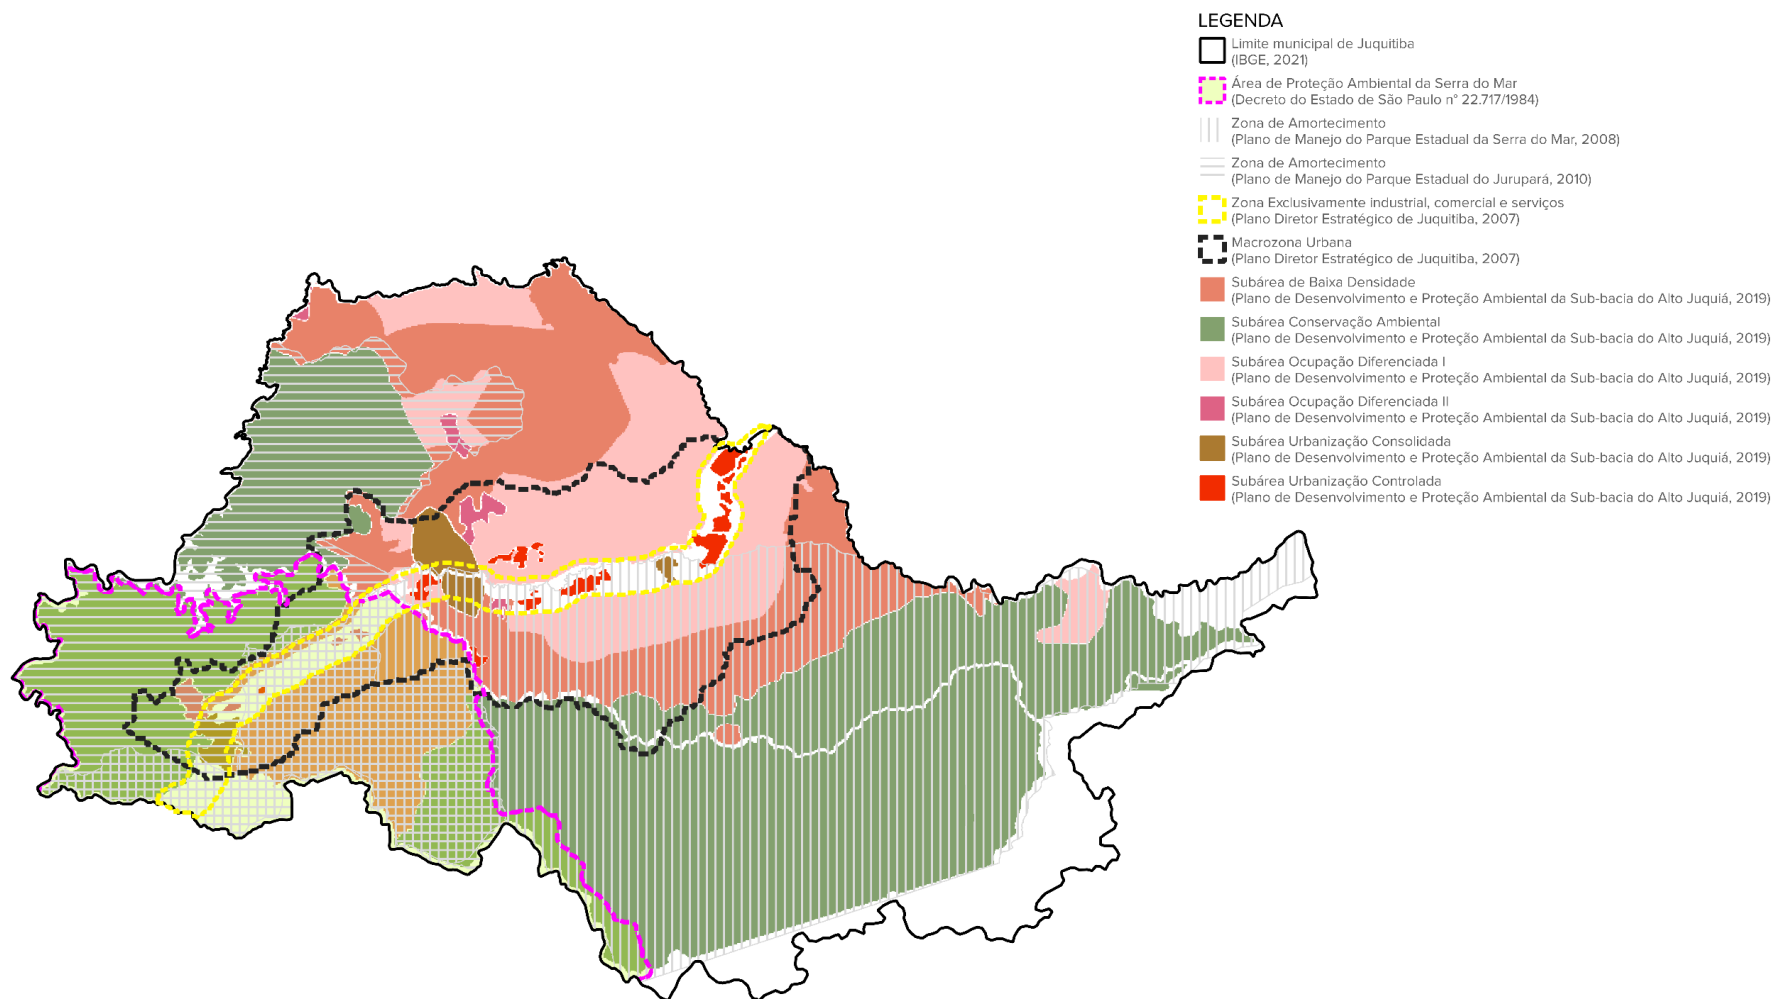 LEGENDA
Limite municipal de Juquitiba
(IBGE, 2021)
Área de Proteção Ambiental da Serra do Mar
(Decreto do Estado de São Paulo n° 22.717/1984)
Zona de Amortecimento
(Plano de Manejo do Parque Estadual da Serra do Mar, 2008)
Zona de Amortecimento
(Plano de Manejo do Parque Estadual do Jurupará, 2010)
Zona Exclusivamente industrial, comercial e serviços
(Plano Diretor Estratégico de Juquitiba, 2007)
Macrozona Urbana
(Plano Diretor Estratégico de Juquitiba, 2007)
Subárea de Baixa Densidade
(Plano de Desenvolvimento e Proteção Ambiental da Sub-bacia do Alto Juquiá, 2019)
Subárea Conservação Ambiental
(Plano de Desenvolvimento e Proteção Ambiental da Sub-bacia do Alto Juquiá, 2019)
Subárea Ocupação Diferenciada I
(Plano de Desenvolvimento e Proteção Ambiental da Sub-bacia do Alto Juquiá, 2019)
Subárea Ocupação Diferenciada II
(Plano de Desenvolvimento e Proteção Ambiental da Sub-bacia do Alto Juquiá, 2019)
Subárea Urbanização Consolidada
(Plano de Desenvolvimento e Proteção Ambiental da Sub-bacia do Alto Juquiá, 2019)
Subárea Urbanização Controlada
(Plano de Desenvolvimento e Proteção Ambiental da Sub-bacia do Alto Juquiá, 2019)